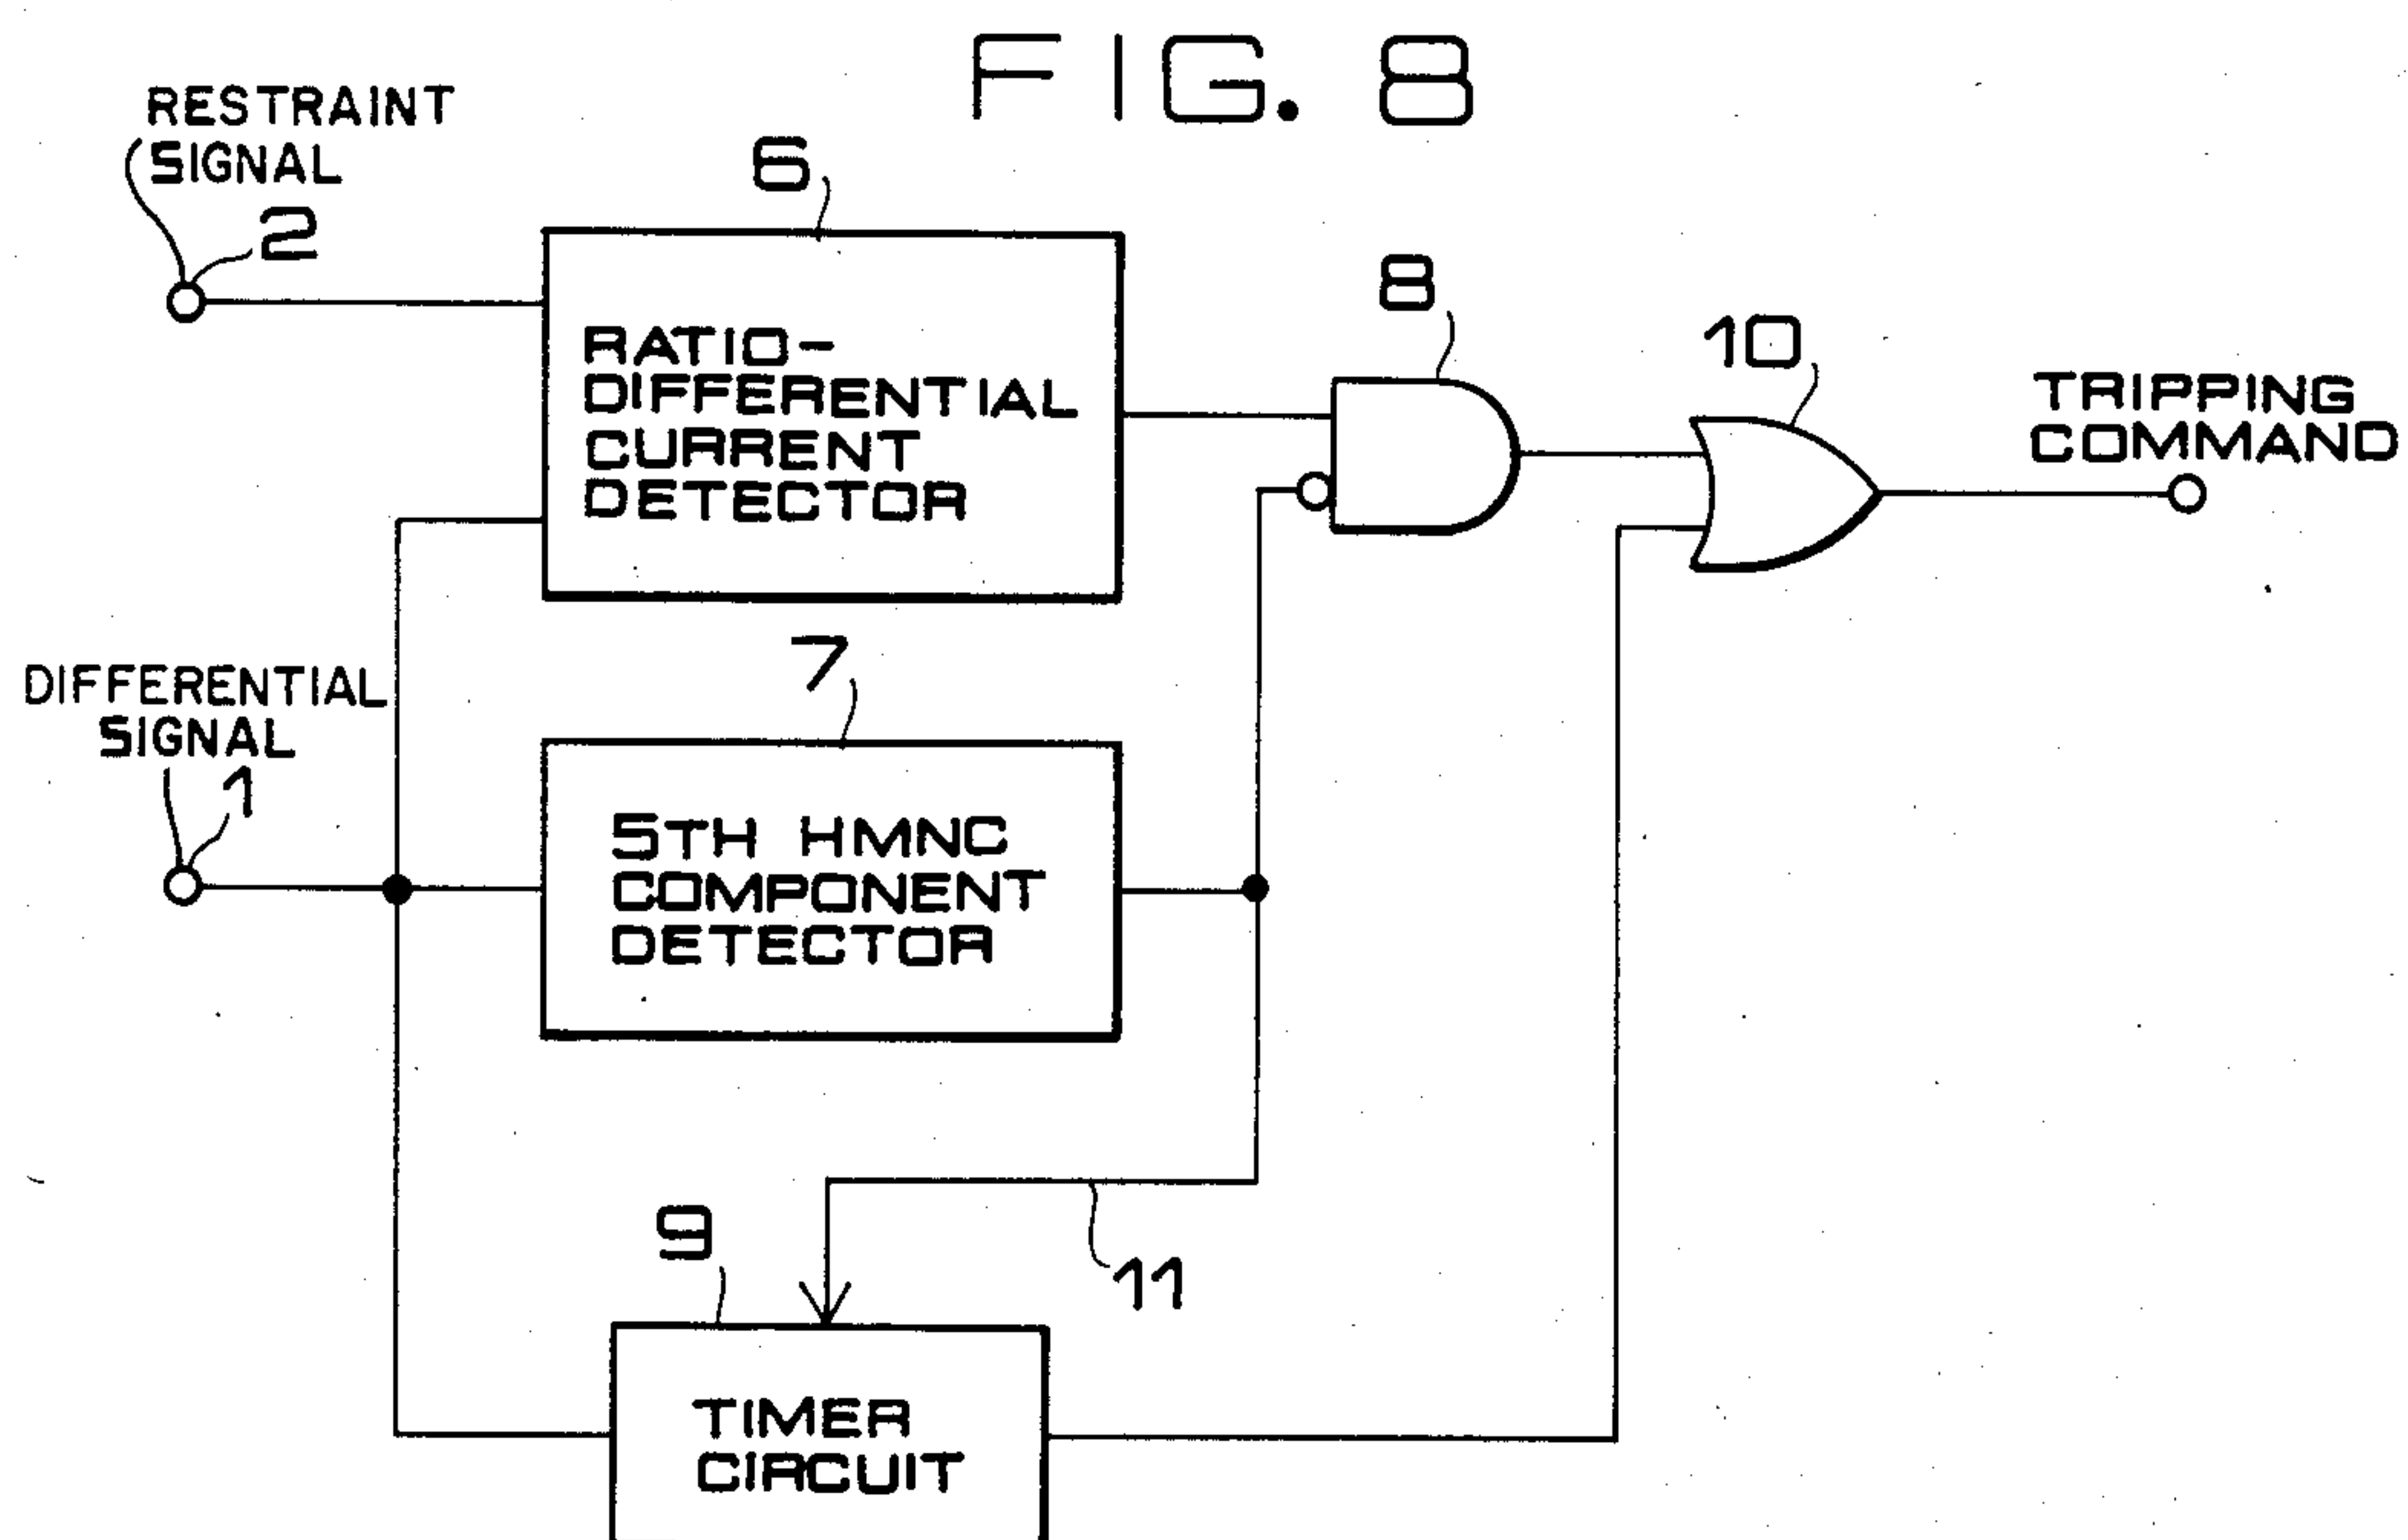 FIG. 8
RESTRAINT
SIGNAL
2
6
RATIO-
DIFFERENTIAL
CURRENT
DETECTOR
8
10
TRIPPING
COMMAND
DIFFERENTIAL
SIGNAL
1
7
5TH HMNC
COMPONENT
DETECTOR
9
11
TIMER
CIRCUIT